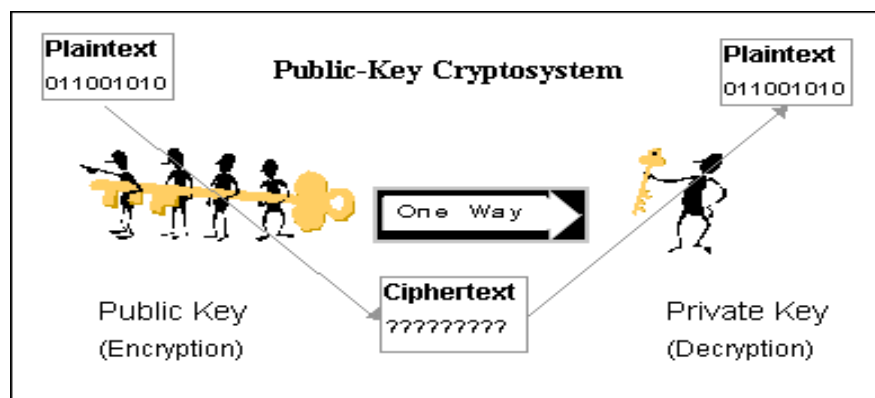 Plaintext
011001010
Public-Key Cryptosystem
Plaintext
011001010
One Way
Ciphertext
?????????
Public Key
(Encryption)
Private Key
(Decryption)